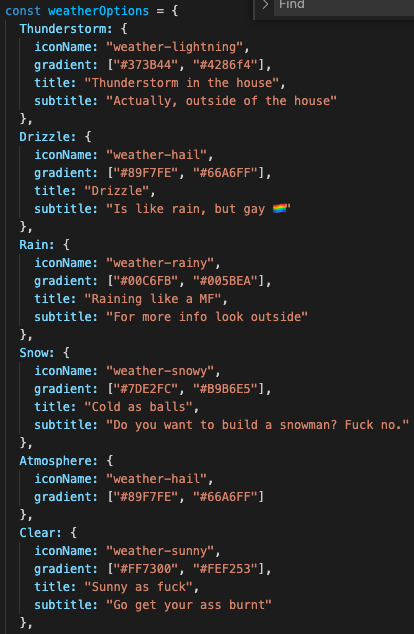 const weatherOptions = {
> Find
  Thunderstorm: {
    iconName: "weather-lightning",
    gradient: ["#373B44", "#4286f4"],
    title: "Thunderstorm in the house",
    subtitle: "Actually, outside of the house"
  },
  Drizzle: {
    iconName: "weather-hail",
    gradient: ["#89F7FE", "#66A6FF"],
    title: "Drizzle",
    subtitle: "Is like rain, but gay 🏳️‍🌈"
  },
  Rain: {
    iconName: "weather-rainy",
    gradient: ["#00C6FB", "#005BEA"],
    title: "Raining like a MF",
    subtitle: "For more info look outside"
  },
  Snow: {
    iconName: "weather-snowy",
    gradient: ["#7DE2FC", "#B9B6E5"],
    title: "Cold as balls",
    subtitle: "Do you want to build a snowman? Fuck no."
  },
  Atmosphere: {
    iconName: "weather-hail",
    gradient: ["#89F7FE", "#66A6FF"]
  },
  Clear: {
    iconName: "weather-sunny",
    gradient: ["#FF7300", "#FEF253"],
    title: "Sunny as fuck",
    subtitle: "Go get your ass burnt"
  },